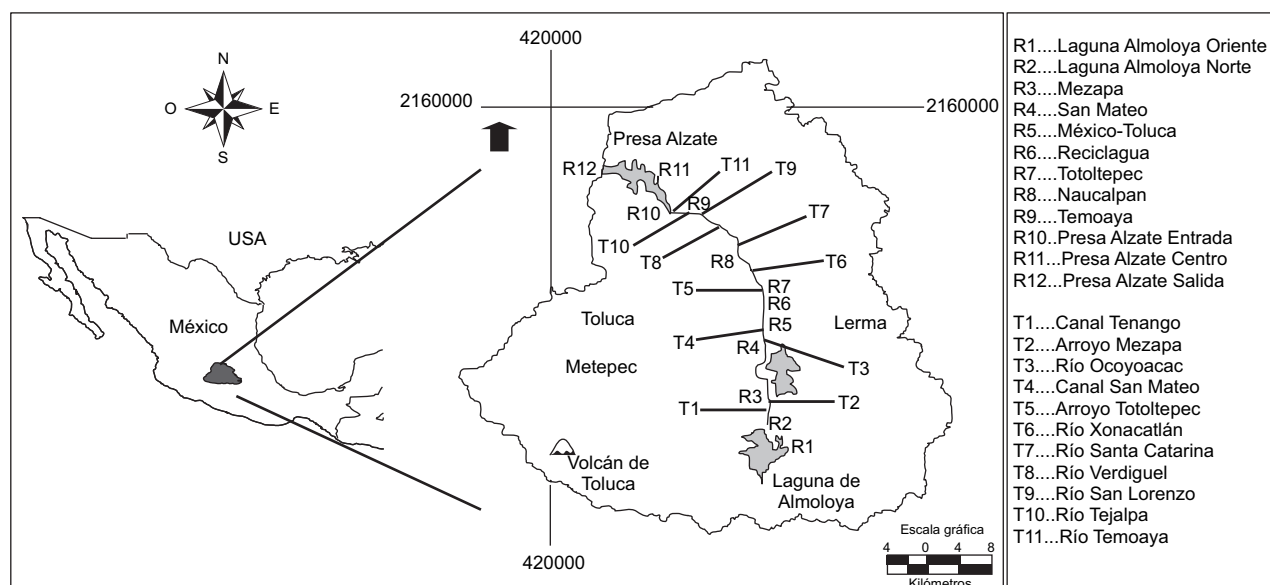 420000
N
O
E
S
2160000
2160000
Presa Alzate
R12
R11
T11
T9
R10
R9
T10
T8
T7
R8
T6
USA
T5
R7
R6
Toluca
R5
Lerma
México
T4
R4
Metepec
T3
R3
T1
T2
R2
R1
Volcán de
Toluca
Laguna de
Almoloya
420000
Escala gráfica
4 0 4 8
Kilómetros
R1....Laguna Almoloya Oriente
R2....Laguna Almoloya Norte
R3....Mezapa
R4....San Mateo
R5....México-Toluca
R6....Reciclagua
R7....Totoltepec
R8....Naucalpan
R9....Temoaya
R10..Presa Alzate Entrada
R11...Presa Alzate Centro
R12...Presa Alzate Salida
T1....Canal Tenango
T2....Arroyo Mezapa
T3....Río Ocoyoacac
T4....Canal San Mateo
T5....Arroyo Totoltepec
T6....Río Xonacatlán
T7....Río Santa Catarina
T8....Río Verdiguel
T9....Río San Lorenzo
T10..Río Tejalpa
T11...Río Temoaya